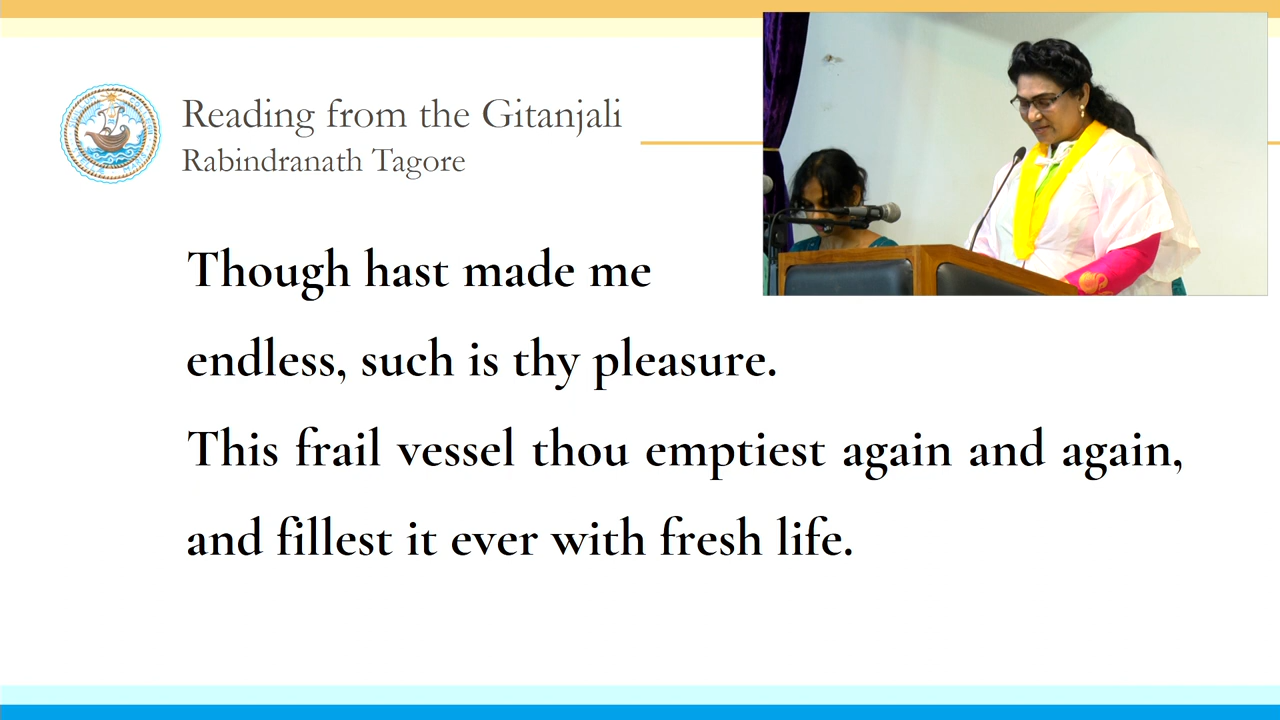 Reading from the Gitanjali
Rabindranath Tagore
Though hast made me
endless, such is thy pleasure.
This frail vessel thou emptiest again and again,
and fillest it ever with fresh life.